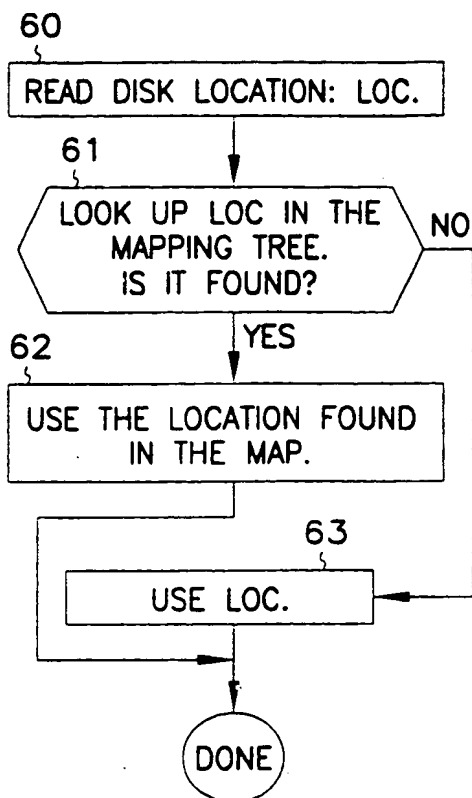 60
READ DISK LOCATION: LOC.
61
LOOK UP LOC IN THE
MAPPING TREE.
IS IT FOUND?
NO
YES
62
USE THE LOCATION FOUND
IN THE MAP.
63
USE LOC.
DONE